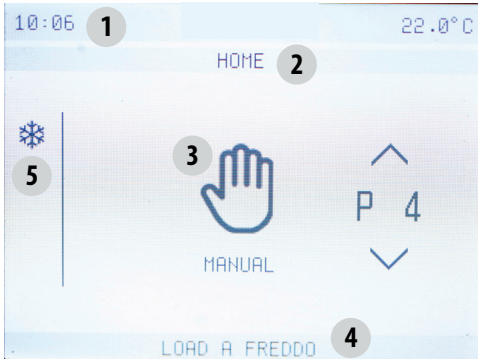 10:06 1 22.0°C
HOME 2
3
5
P 4
MANUAL
LOAD A FREDDO 4